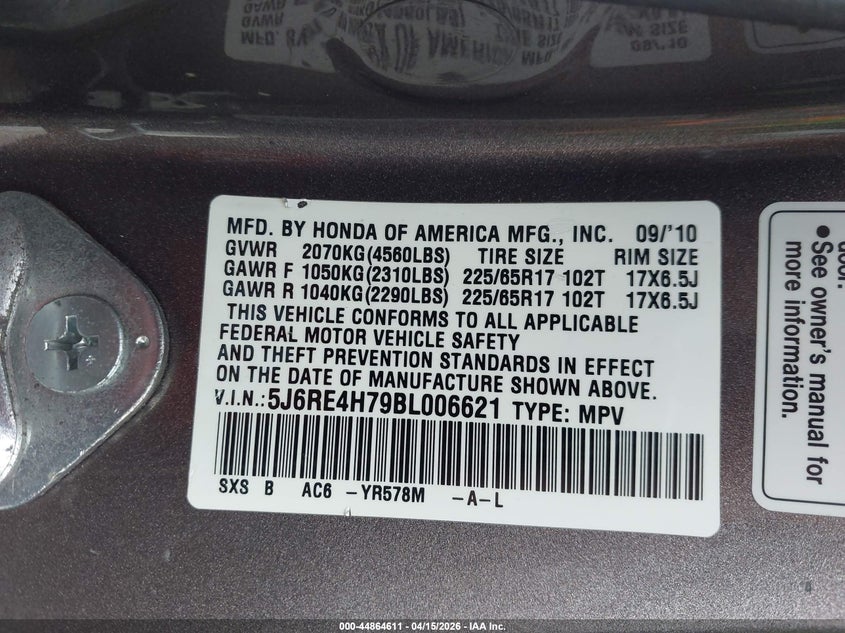 MFD. BY HONDA OF AMERICA MFG., INC. 09/'10
GVWR 2070KG(4560LBS) TIRE SIZE RIM SIZE
GAWR F 1050KG(2310LBS) 225/65R17 102T 17X6.5J
GAWR R 1040KG(2290LBS) 225/65R17 102T 17X6.5J
THIS VEHICLE CONFORMS TO ALL APPLICABLE
FEDERAL MOTOR VEHICLE SAFETY
AND THEFT PREVENTION STANDARDS IN EFFECT
ON THE DATE OF MANUFACTURE SHOWN ABOVE.
V.I.N.:5J6RE4H79BL006621 TYPE: MPV
SXS B AC6 -YR578M -A-L
door.
● See owner's manual for
more information.
000-44864611 - 04/15/2026 - IAA Inc.